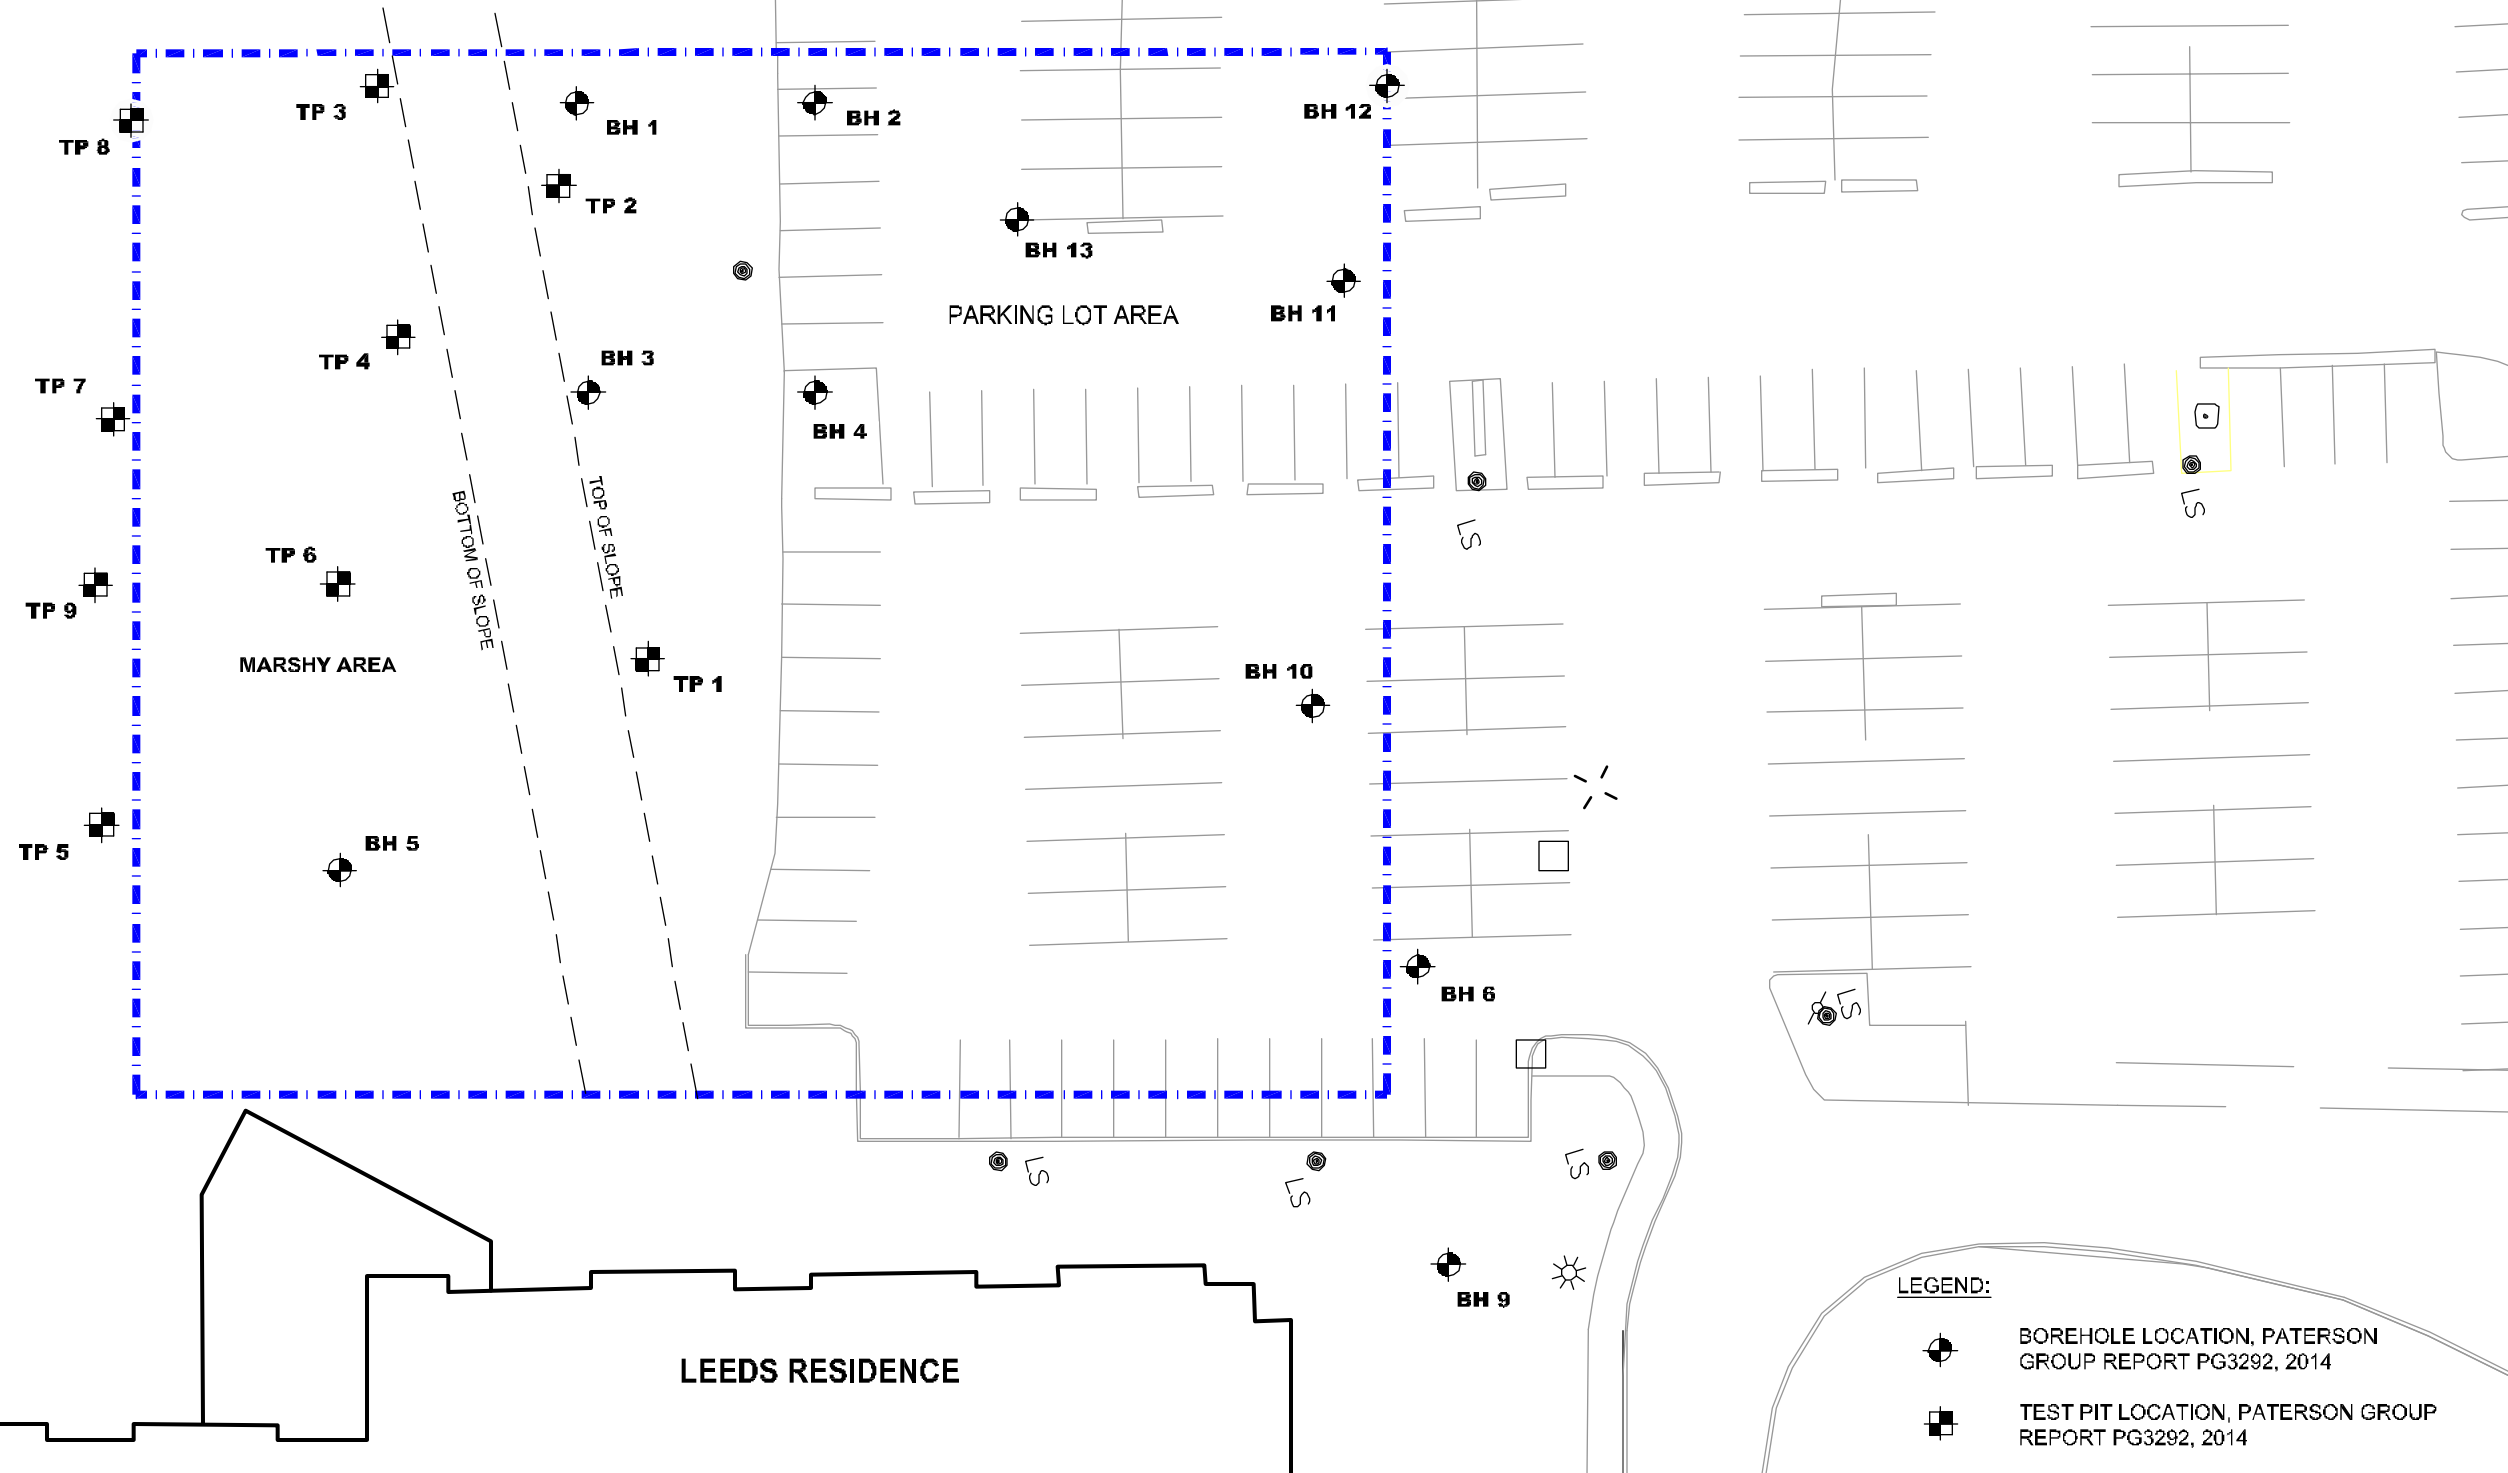 TP 3
BH 1
BH 2
BH 12
TP 8
TP 2
BH 13
PARKING LOT AREA
BH 11
TP 4
BH 3
TP 7
BH 4
BOTTOM OF SLOPE
TOP OF SLOPE
LS
LS
TP 6
TP 9
MARSHY AREA
TP 1
BH 10
TP 5
BH 5
BH 6
LS
LS
LS
LS
BH 9
LEEDS RESIDENCE
LEGEND:
BOREHOLE LOCATION, PATERSON
GROUP REPORT PG3292, 2014
TEST PIT LOCATION, PATERSON GROUP
REPORT PG3292, 2014